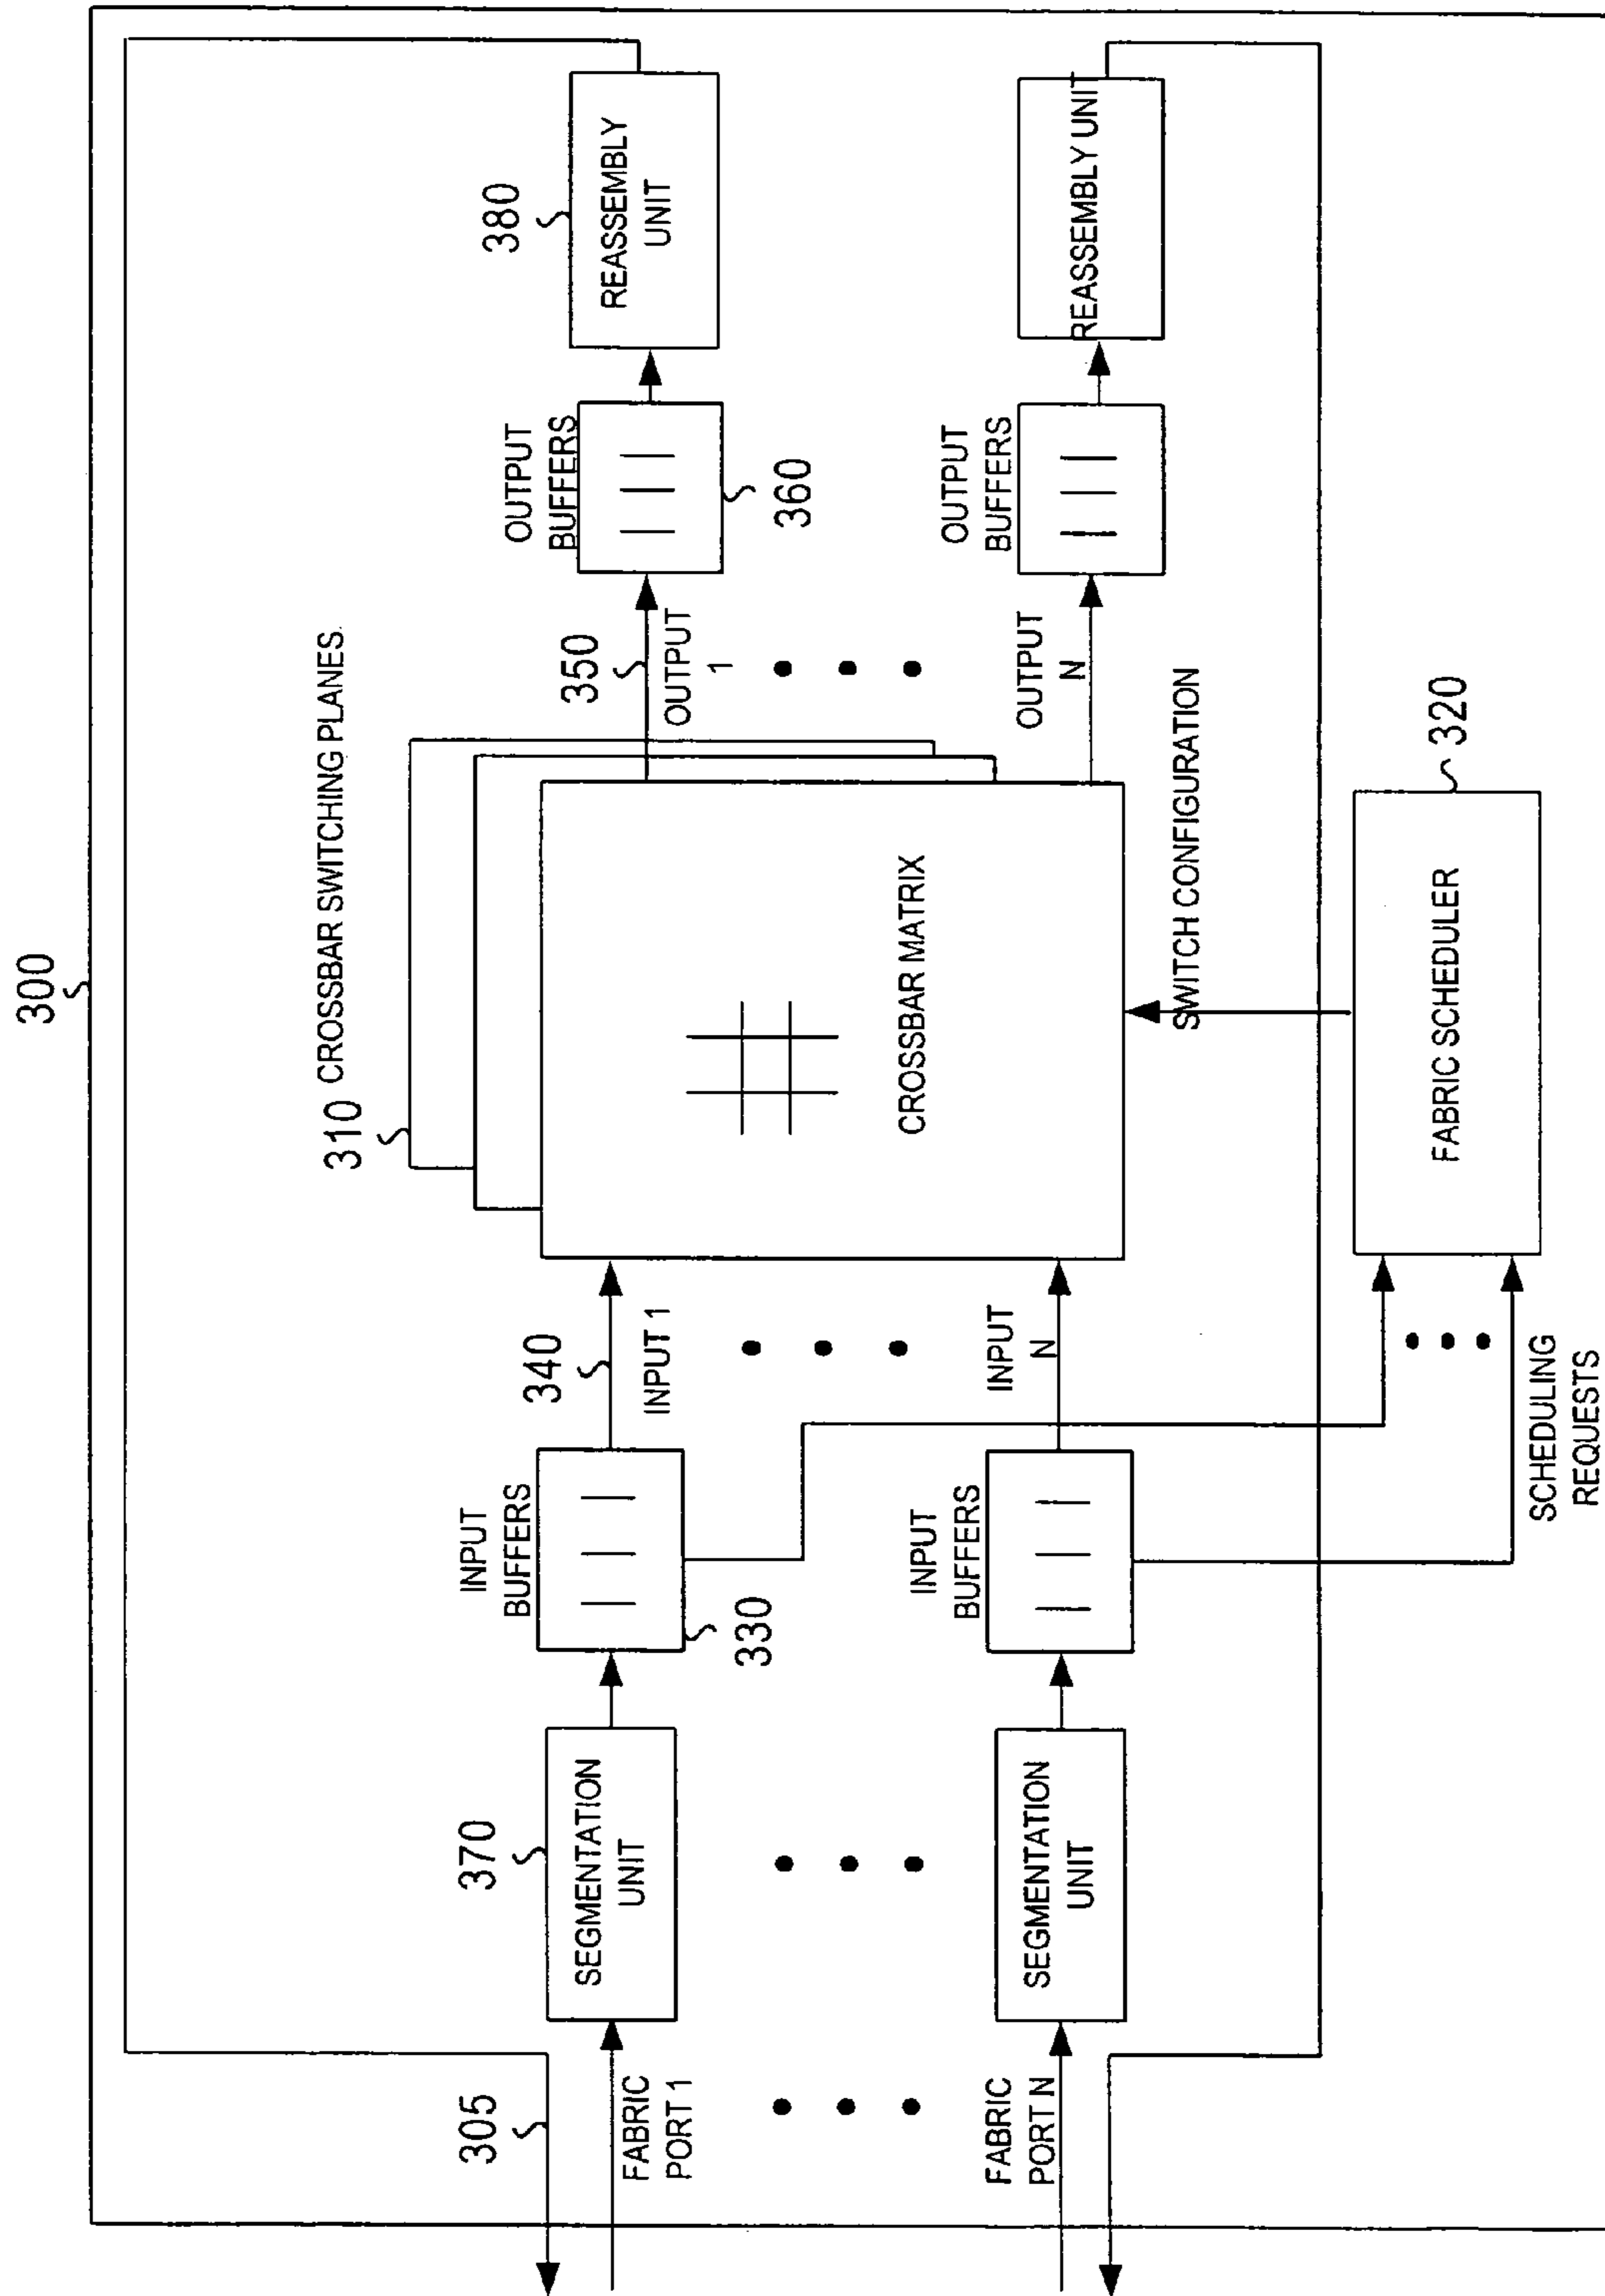 300
310 CROSSBAR SWITCHING PLANES.
305
FABRIC
PORT 1
370
SEGMENTATION
UNIT
INPUT
BUFFERS
330
340
INPUT 1
CROSSBAR MATRIX
350
OUTPUT
1
OUTPUT
BUFFERS
360
380
REASSEMBLY
UNIT
FABRIC
PORT N
SEGMENTATION
UNIT
INPUT
BUFFERS
INPUT
N
OUTPUT
N
OUTPUT
BUFFERS
REASSEMBLY UNIT
SWITCH CONFIGURATION
SCHEDULING
REQUESTS
FABRIC SCHEDULER
320